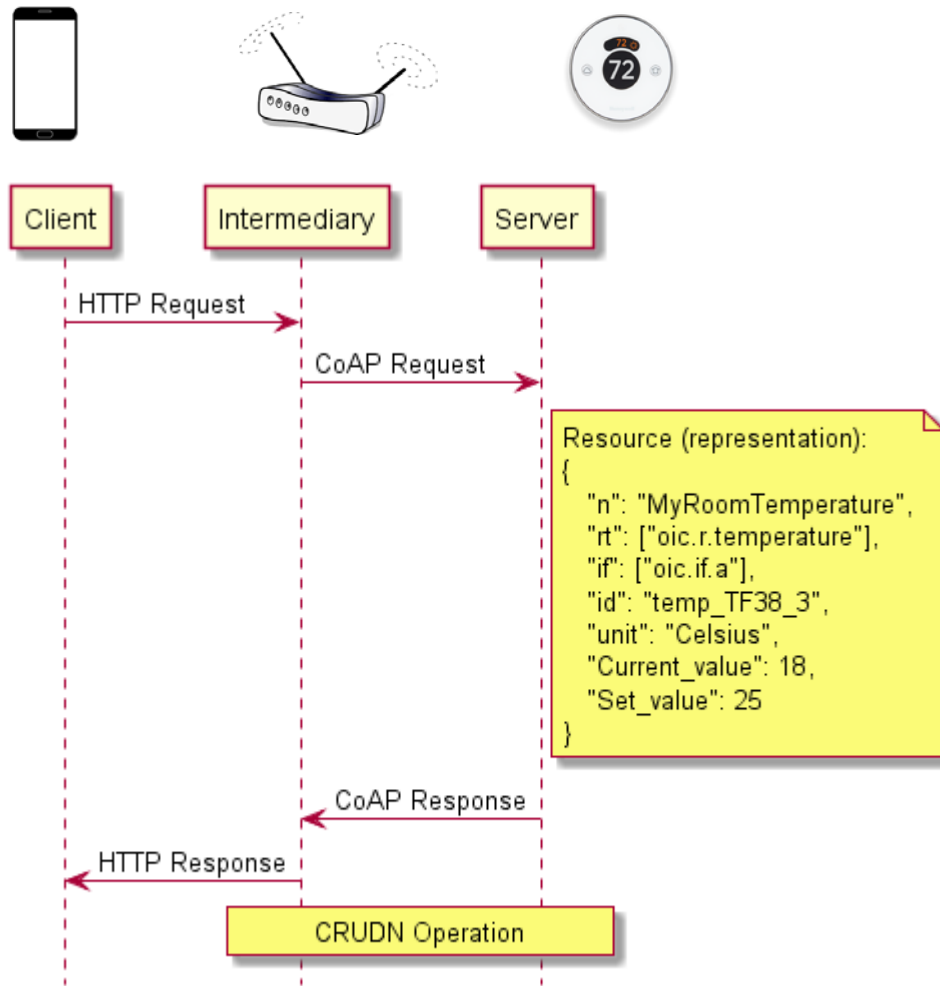 72
72
Client
Intermediary
Server
HTTP Request
CoAP Request
Resource (representation):
{
"n": "MyRoomTemperature",
"rt": ["oic.r.temperature"],
"if": ["oic.if.a"],
"id": "temp_TF38_3",
"unit": "Celsius",
"Current_value": 18,
"Set_value": 25
}
CoAP Response
HTTP Response
CRUDN Operation